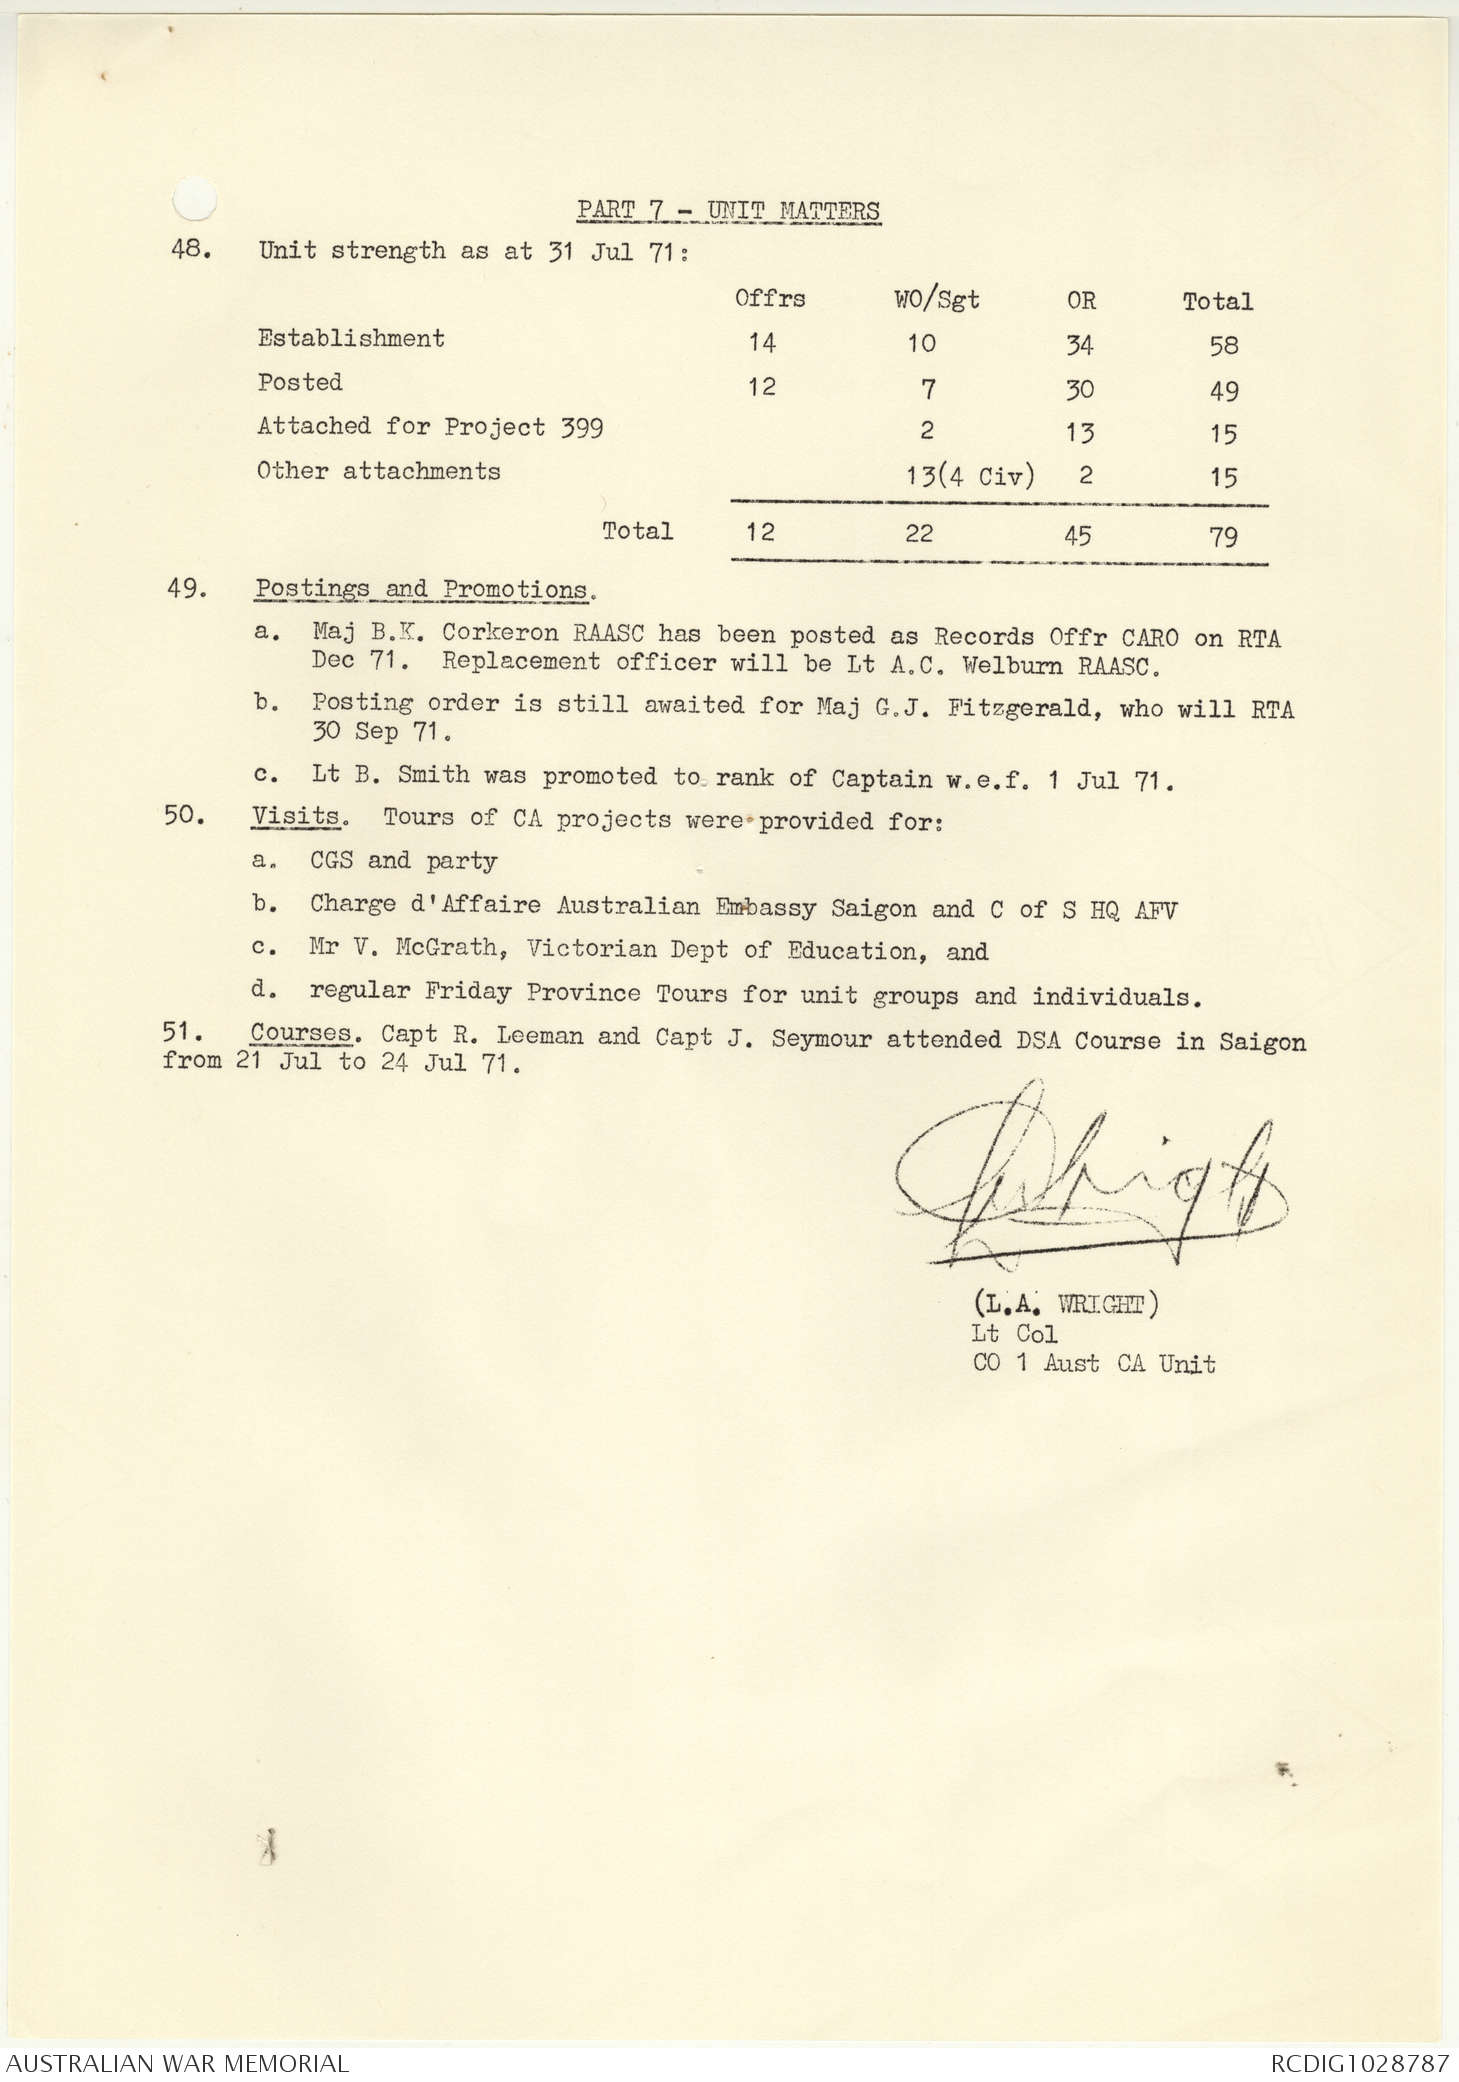 PART 7 - UNIT MATTERS
48. Unit strength as at 31 Jul 71:
Offrs WO/Sgt OR Total
Establishment 14 10 34 58
Posted 12 7 30 49
Attached for Project 399 2 13 15
Other attachments 13(4 Civ) 2 15
Total 12 22 45 79
49. Postings and Promotions.
a. Maj B.K. Corkeron RAASC has been posted as Records Offr CARO on RTA
Dec 71. Replacement officer will be Lt A.C. Welburn RAASC.
b. Posting order is still awaited for Maj G.J. Fitzgerald, who will RTA
30 Sep 71.
c. Lt B. Smith was promoted to rank of Captain w.e.f. 1 Jul 71.
50. Visits. Tours of CA projects were provided for:
a. CGS and party
b. Charge d'Affaire Australian Embassy Saigon and C of S HQ AFV
c. Mr V. McGrath, Victorian Dept of Education, and
d. regular Friday Province Tours for unit groups and individuals.
51. Courses. Capt R. Leeman and Capt J. Seymour attended DSA Course in Saigon
from 21 Jul to 24 Jul 71.
(L.A. WRIGHT)
Lt Col
CO 1 Aust CA Unit
AUSTRALIAN WAR MEMORIAL
RCDIG1028787